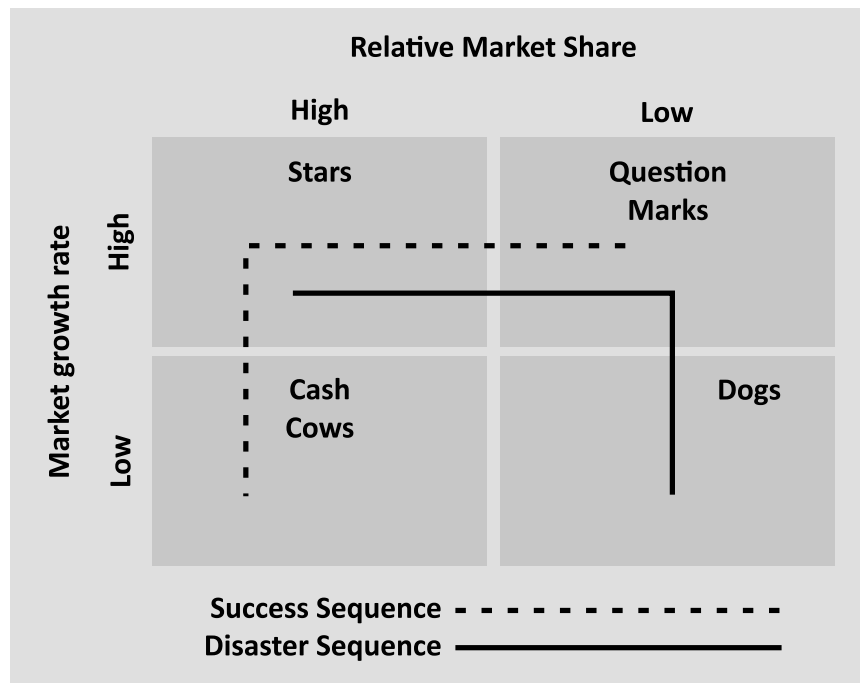 Relative Market Share
High
Low
Stars
Question
Marks
Market growth rate
High
Low
Cash
Cows
Dogs
Success Sequence
Disaster Sequence